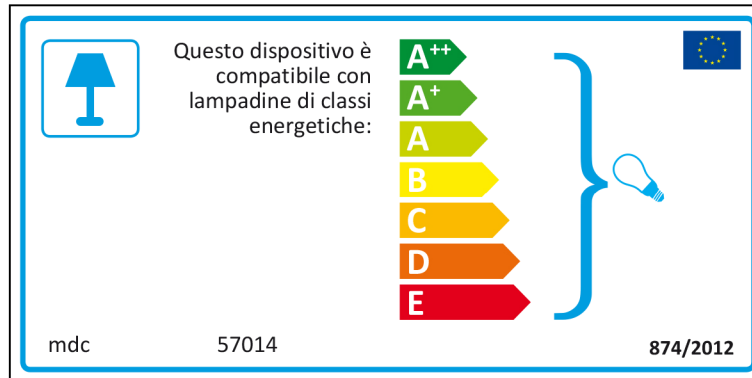 Questo dispositivo è
compatibile con
lampadine di classi
energetiche:
A++
A+
A
B
C
D
E
mdc 57014 874/2012